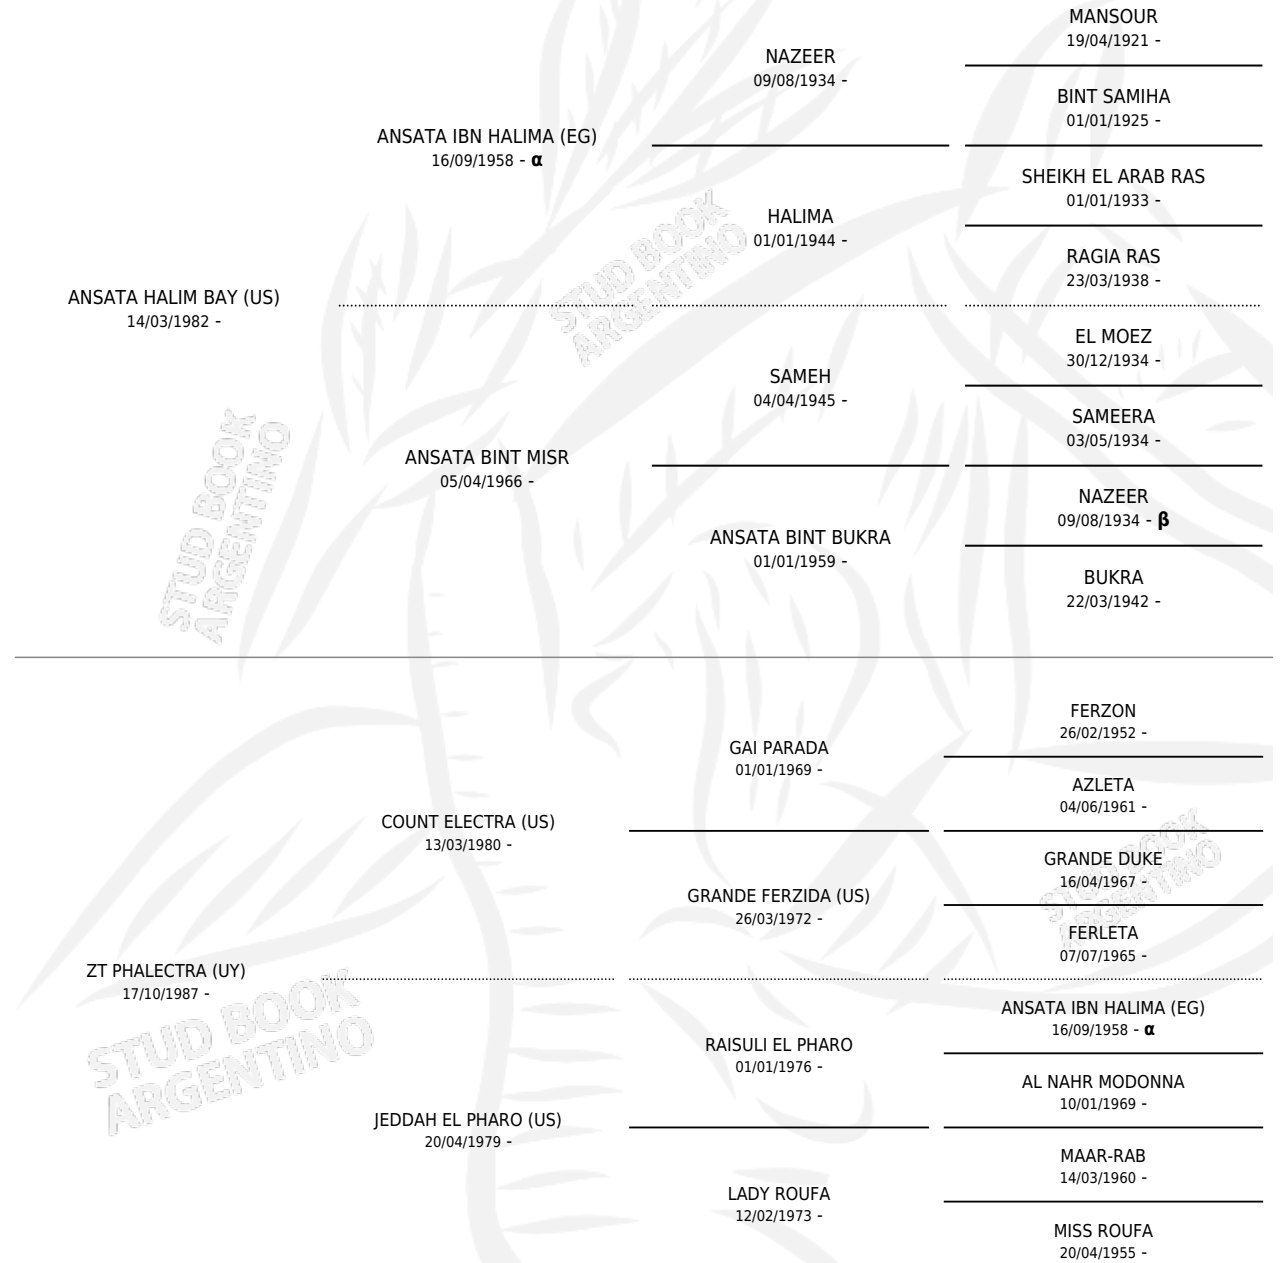 MANSOUR
19/04/1921 -
NAZEER
09/08/1934 -
BINT SAMIHA
01/01/1925 -
ANSATA IBN HALIMA (EG)
16/09/1958 - α
SHEIKH EL ARAB RAS
01/01/1933 -
HALIMA
01/01/1944 -
RAGIA RAS
23/03/1938 -
ANSATA HALIM BAY (US)
14/03/1982 -
EL MOEZ
30/12/1934 -
SAMEH
04/04/1945 -
SAMEERA
03/05/1934 -
ANSATA BINT MISR
05/04/1966 -
NAZEER
09/08/1934 - β
ANSATA BINT BUKRA
01/01/1959 -
BUKRA
22/03/1942 -
FERZON
26/02/1952 -
GAI PARADA
01/01/1969 -
AZLETA
04/06/1961 -
COUNT ELECTRA (US)
13/03/1980 -
GRANDE DUKE
16/04/1967 -
GRANDE FERZIDA (US)
26/03/1972 -
FERLETA
07/07/1965 -
ZT PHALECTRA (UY)
17/10/1987 -
ANSATA IBN HALIMA (EG)
16/09/1958 - α
RAISULI EL PHARO
01/01/1976 -
AL NAHR MODONNA
10/01/1969 -
JEDDAH EL PHARO (US)
20/04/1979 -
MAAR-RAB
14/03/1960 -
LADY ROUFA
12/02/1973 -
MISS ROUFA
20/04/1955 -
STUD BOOK
ARGENTINO
STUD BOOK
ARGENTINO
STUD BOOK
ARGENTINO
STUD BOOK
ARGENTINO